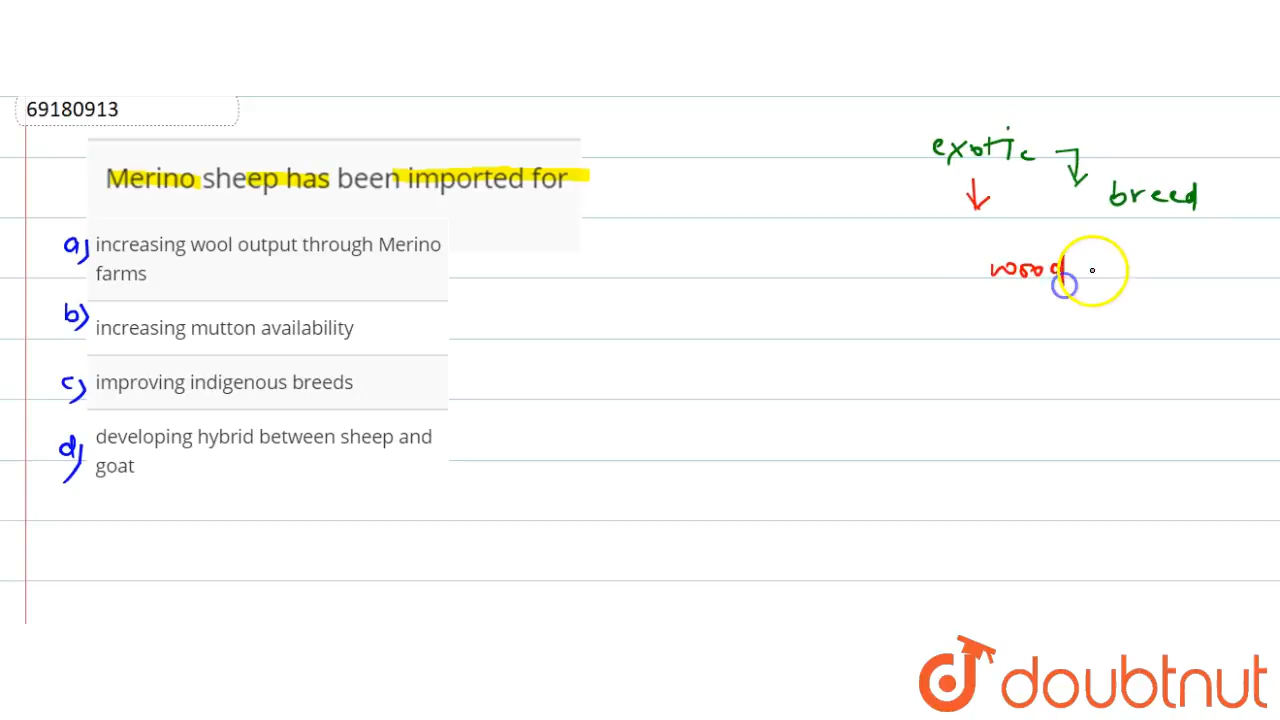 69180913
Merino sheep has been imported for
a) increasing wool output through Merino
farms
b) increasing mutton availability
c) improving indigenous breeds
d) developing hybrid between sheep and
goat
exotic
breed
doubtnut